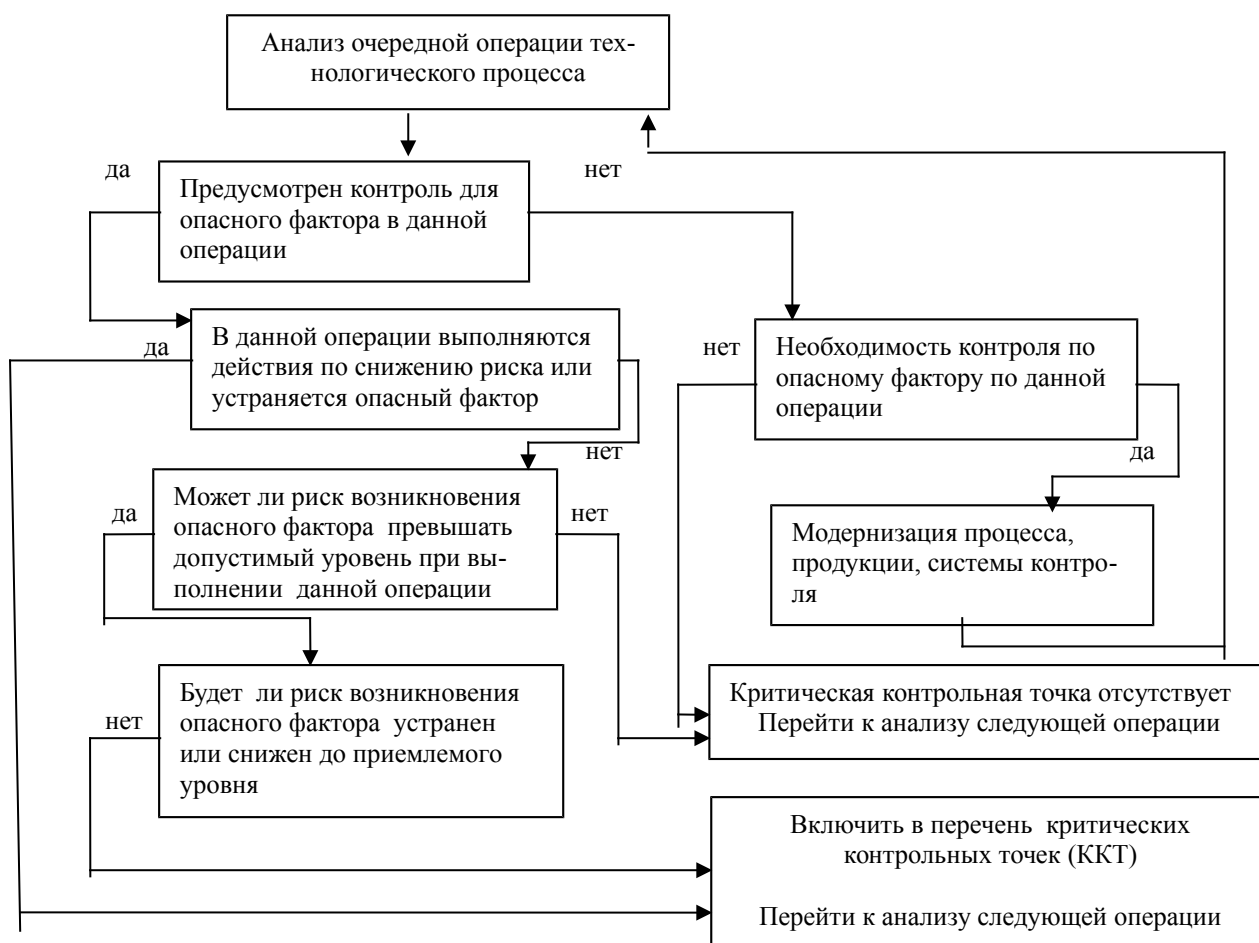 Анализ очередной операции тех-
нологического процесса
да
нет
Предусмотрен контроль для
опасного фактора в данной
операции
да
В данной операции выполняются
действия по снижению риска или
устраняется опасный фактор
нет
Необходимость контроля по
опасному фактору по данной
операции
нет
да
Может ли риск возникновения
опасного фактора превышать
допустимый уровень при вы-
полнении данной операции
да
нет
Модернизация процесса,
продукции, системы контро-
ля
Будет ли риск возникновения
опасного фактора устранен
или снижен до приемлемого
уровня
нет
Критическая контрольная точка отсутствует
Перейти к анализу следующей операции
Включить в перечень критических
контрольных точек (ККТ)
Перейти к анализу следующей операции